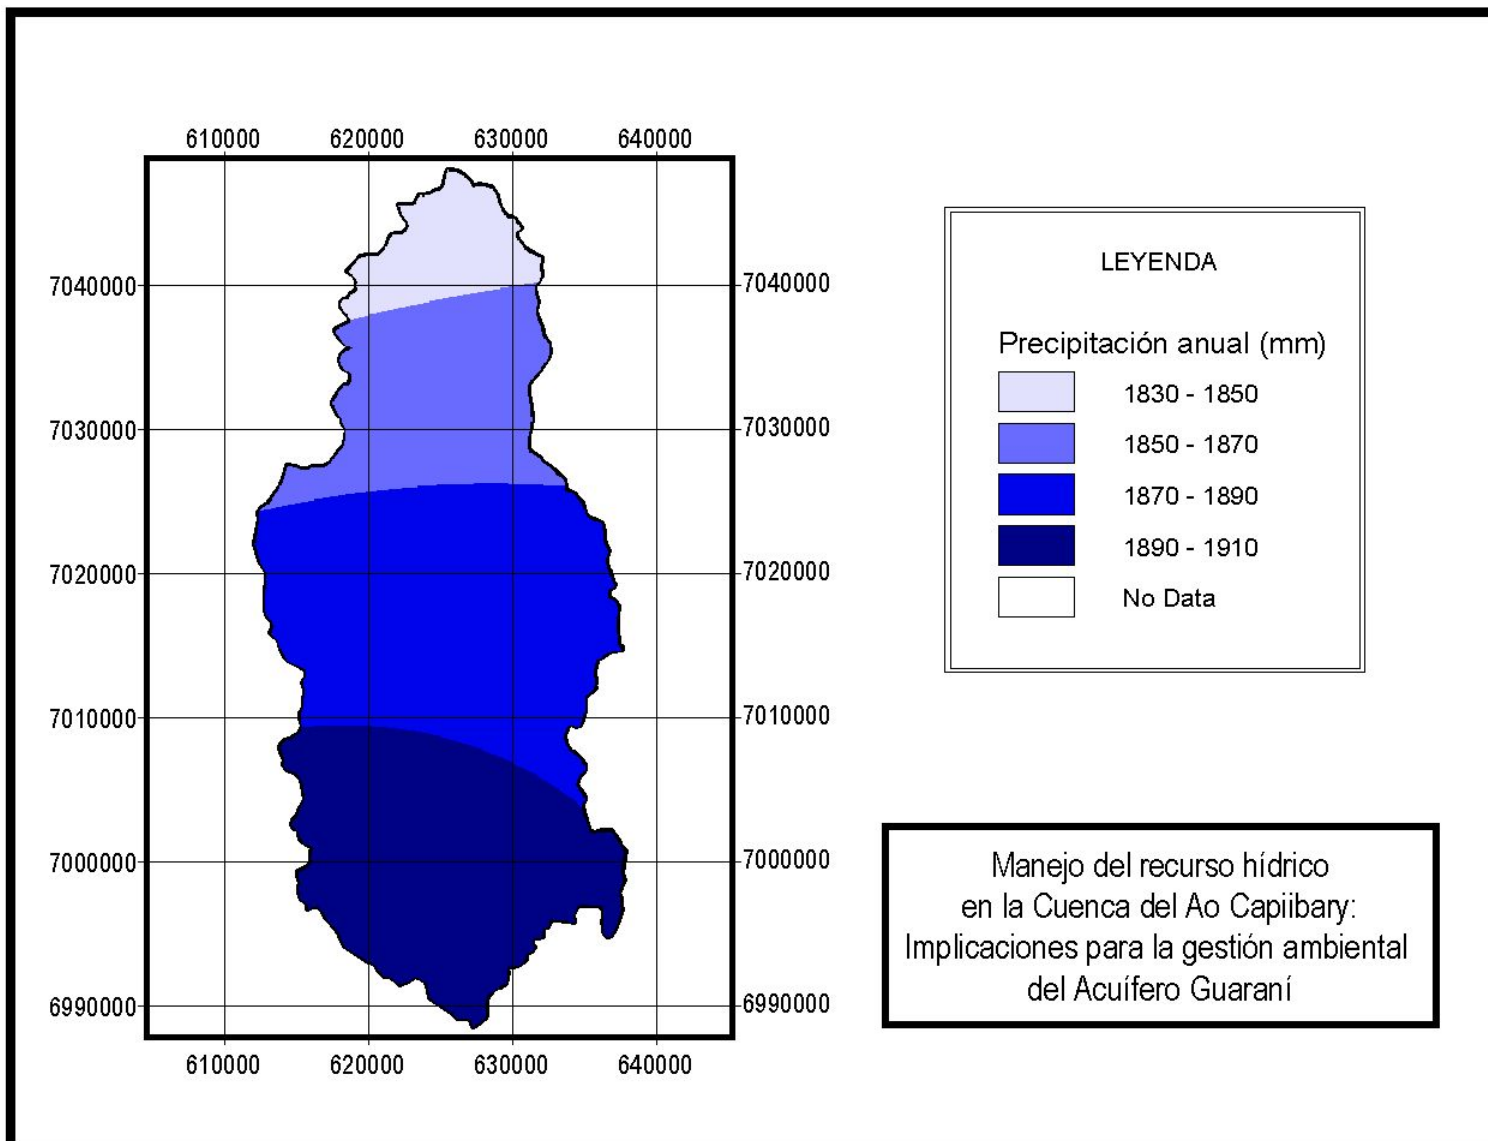 610000 620000 630000 640000
7040000 7040000
7030000 7030000
7020000 7020000
7010000 7010000
7000000 7000000
6990000 6990000
610000 620000 630000 640000
LEYENDA
Precipitación anual (mm)
1830 - 1850
1850 - 1870
1870 - 1890
1890 - 1910
No Data
Manejo del recurso hídrico
en la Cuenca del Ao Capiibary:
Implicaciones para la gestión ambiental
del Acuífero Guaraní